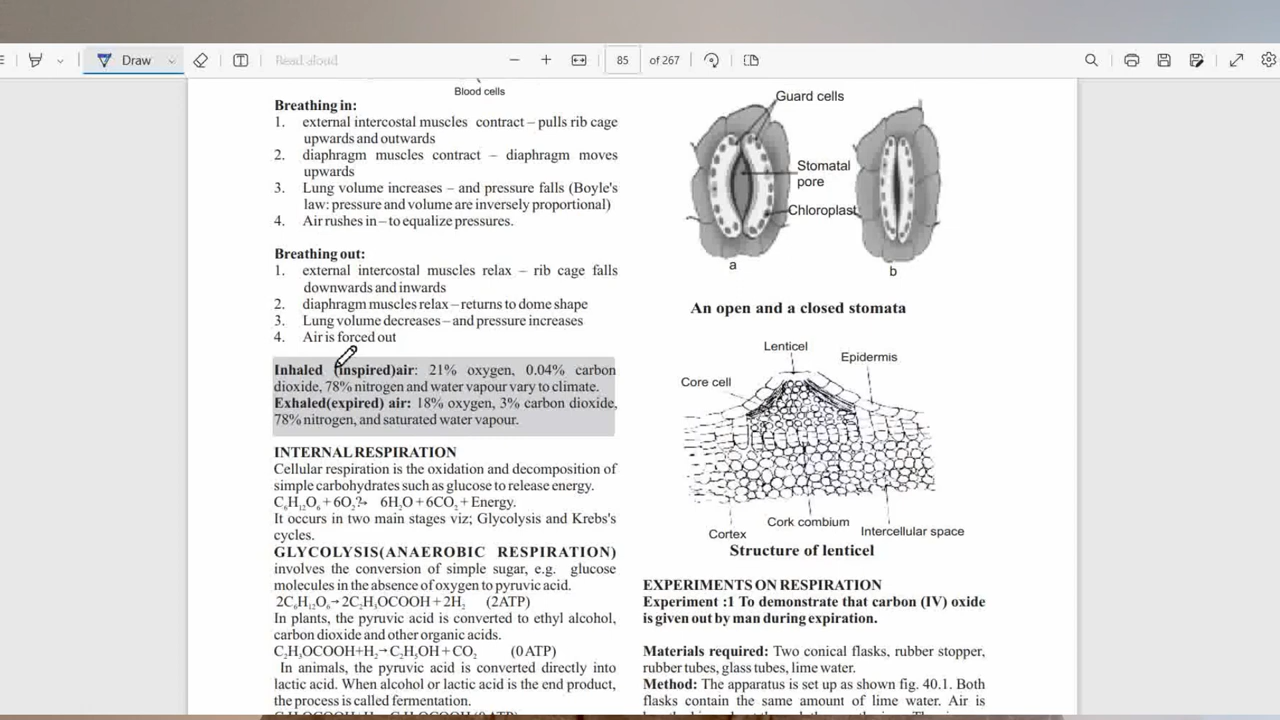 Draw
Read aloud
85 of 267
Blood cells
Breathing in:
1. external intercostal muscles contract – pulls rib cage
upwards and outwards
2. diaphragm muscles contract – diaphragm moves
upwards
3. Lung volume increases – and pressure falls (Boyle's
law: pressure and volume are inversely proportional)
4. Air rushes in – to equalize pressures.
Breathing out:
1. external intercostal muscles relax – rib cage falls
downwards and inwards
2. diaphragm muscles relax – returns to dome shape
3. Lung volume decreases – and pressure increases
4. Air is forced out
Inhaled (inspired)air: 21% oxygen, 0.04% carbon
dioxide, 78% nitrogen and water vapour vary to climate.
Exhaled(expired) air: 18% oxygen, 3% carbon dioxide,
78% nitrogen, and saturated water vapour.
INTERNAL RESPIRATION
Cellular respiration is the oxidation and decomposition of
simple carbohydrates such as glucose to release energy.
C₆H₁₂O₆ + 6O₂?→ 6H₂O + 6CO₂ + Energy.
It occurs in two main stages viz; Glycolysis and Krebs's
cycles.
GLYCOLYSIS(ANAEROBIC RESPIRATION)
involves the conversion of simple sugar, e.g. glucose
molecules in the absence of oxygen to pyruvic acid.
2C₆H₁₂O₆→2C₂H₃OCOOH + 2H₂ (2ATP)
In plants, the pyruvic acid is converted to ethyl alcohol,
carbon dioxide and other organic acids.
C₂H₃OCOOH+H₂→C₂H₅OH + CO₂ (0 ATP)
In animals, the pyruvic acid is converted directly into
lactic acid. When alcohol or lactic acid is the end product,
the process is called fermentation.
Guard cells
Stomatal
pore
Chloroplast
a
b
An open and a closed stomata
Lenticel
Epidermis
Core cell
Cork combium
Intercellular space
Cortex
Structure of lenticel
EXPERIMENTS ON RESPIRATION
Experiment :1 To demonstrate that carbon (IV) oxide
is given out by man during expiration.
Materials required: Two conical flasks, rubber stopper,
rubber tubes, glass tubes, lime water.
Method: The apparatus is set up as shown fig. 40.1. Both
flasks contain the same amount of lime water. Air is